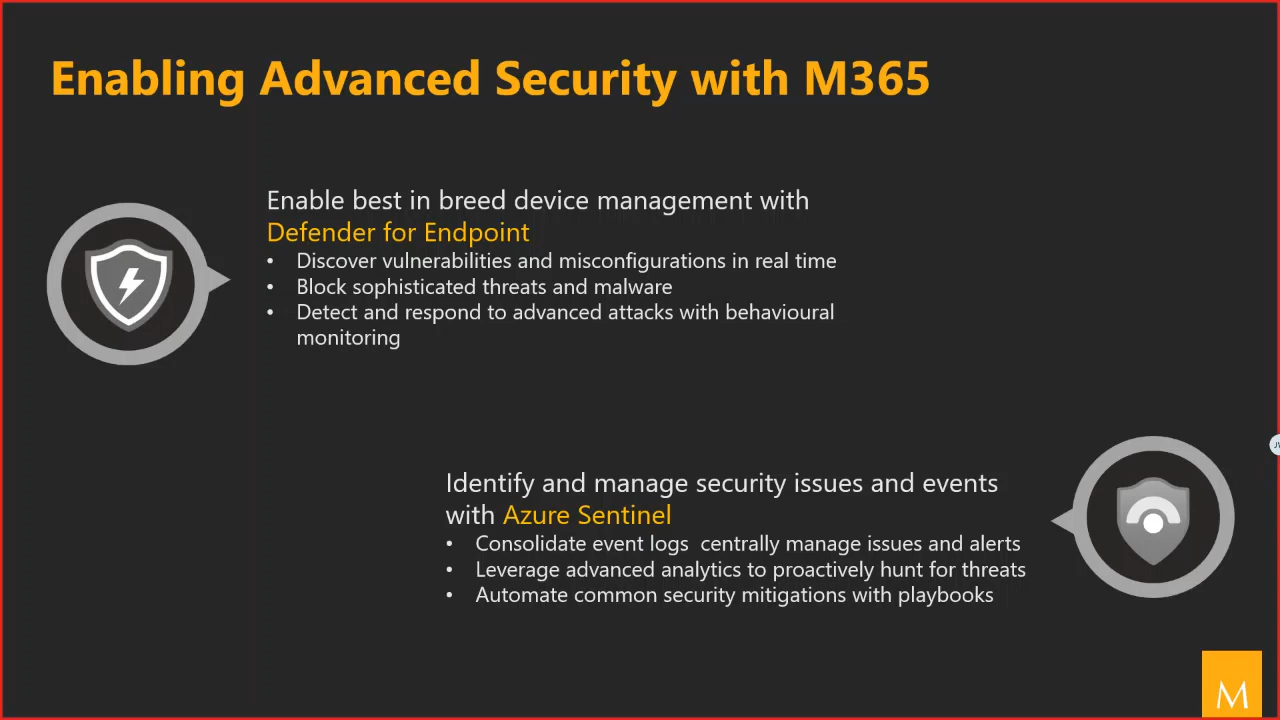 Enabling Advanced Security with M365
Enable best in breed device management with
Defender for Endpoint
• Discover vulnerabilities and misconfigurations in real time
• Block sophisticated threats and malware
• Detect and respond to advanced attacks with behavioural
monitoring
Identify and manage security issues and events
with Azure Sentinel
• Consolidate event logs  centrally manage issues and alerts
• Leverage advanced analytics to proactively hunt for threats
• Automate common security mitigations with playbooks
M